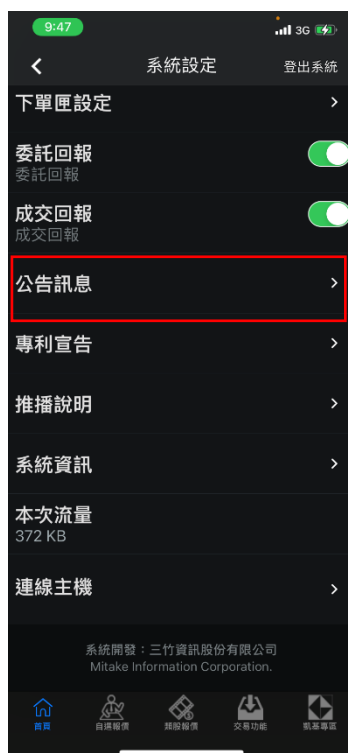 9:47
3G
系統設定
登出系統
下單匣設定
委託回報
委託回報
成交回報
成交回報
公告訊息
專利宣告
推播說明
系統資訊
本次流量
372 KB
連線主機
系統開發：三竹資訊股份有限公司
Mitake Information Corporation.
首頁
自選報價
類股報價
交易功能
凱基專區